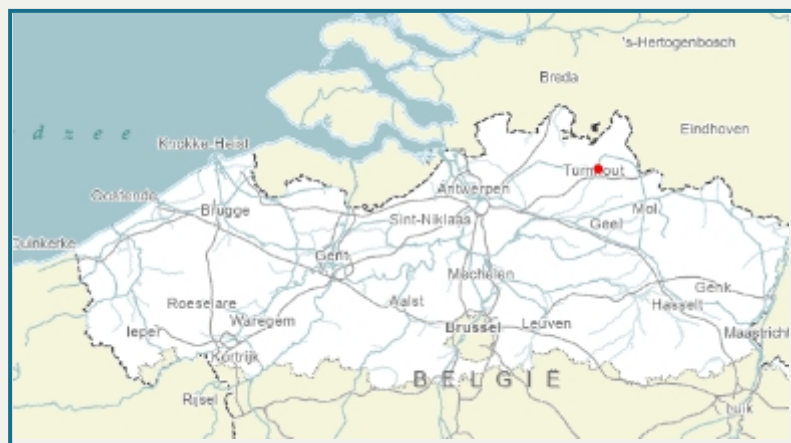 's-Hertogenbosch
Breda
Eindhoven
d z e e
Knokke-Heist
Turnhout
Oostende
Antwerpen
Brugge
Sint-Niklaas
Mol
Geel
Duinkerke
Gent
Mechelen
Genk
Roeselare
Aalst
Hasselt
Ieper
Waregem
Brussel
Leuven
Maastricht
Kortrijk
BELGIË
Rijsel
Luik